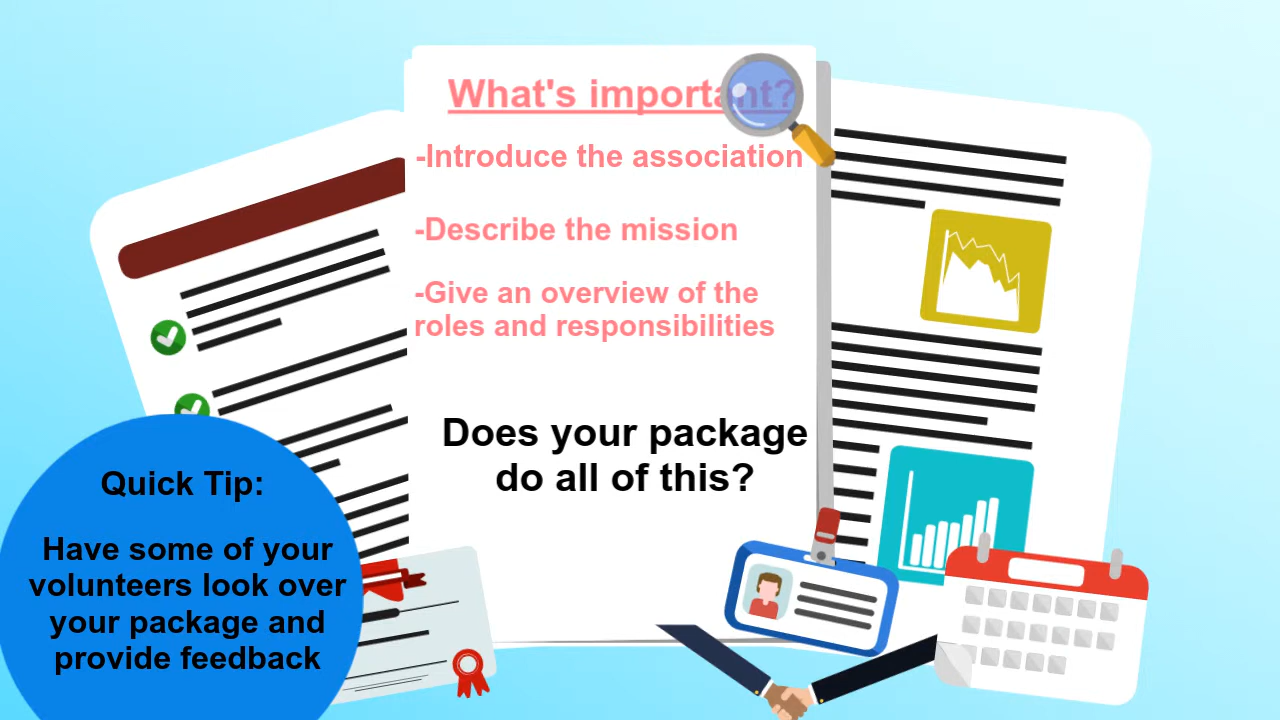 What's important?
-Introduce the association
-Describe the mission
-Give an overview of the
roles and responsibilities
Does your package
do all of this?
Quick Tip:
Have some of your
volunteers look over
your package and
provide feedback